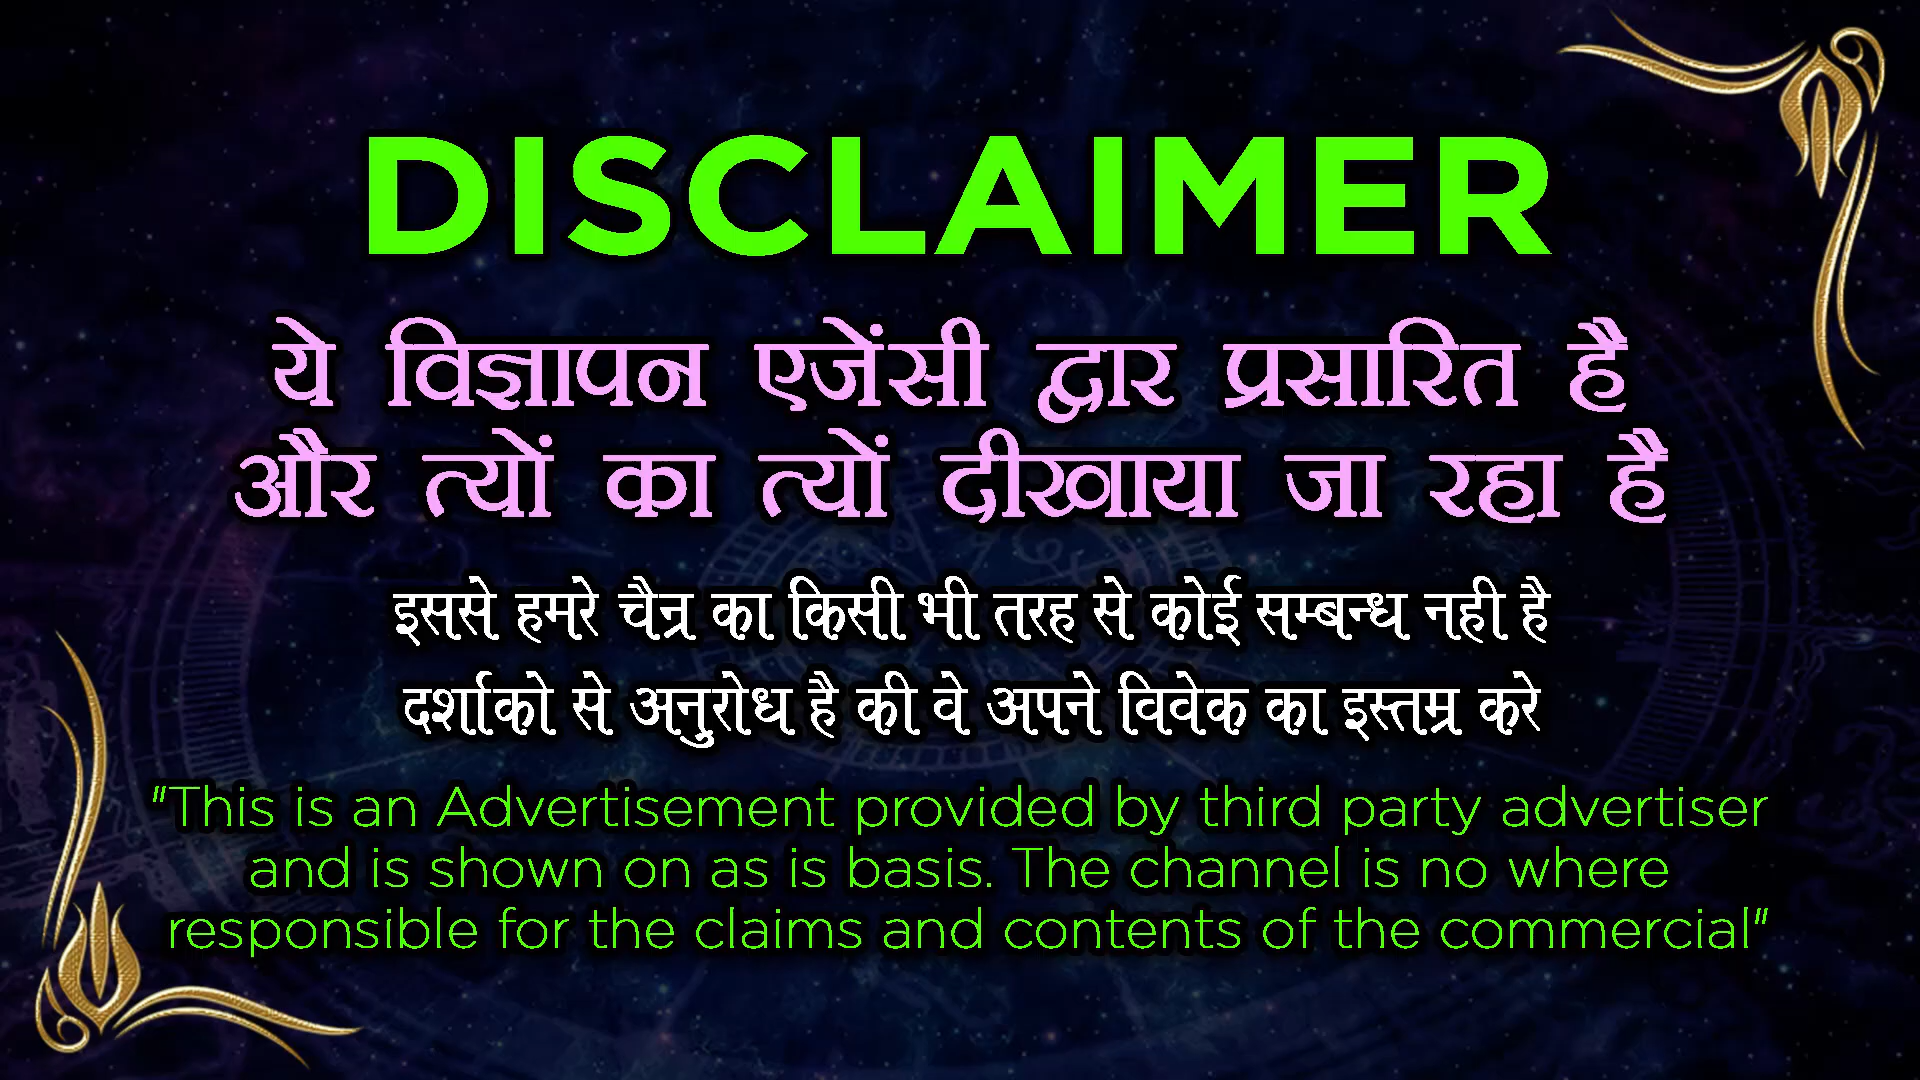 DISCLAIMER
ये विज्ञापन एजेंसी द्वार प्रसारित है
और त्यों का त्यों दीखाया जा रहा है
इससे हमरे चैन्र का किसी भी तरह से कोई सम्बन्ध नही है
दर्शाको से अनुरोध है की वे अपने विवेक का इस्तम्र करे
"This is an Advertisement provided by third party advertiser
and is shown on as is basis. The channel is no where
responsible for the claims and contents of the commercial"